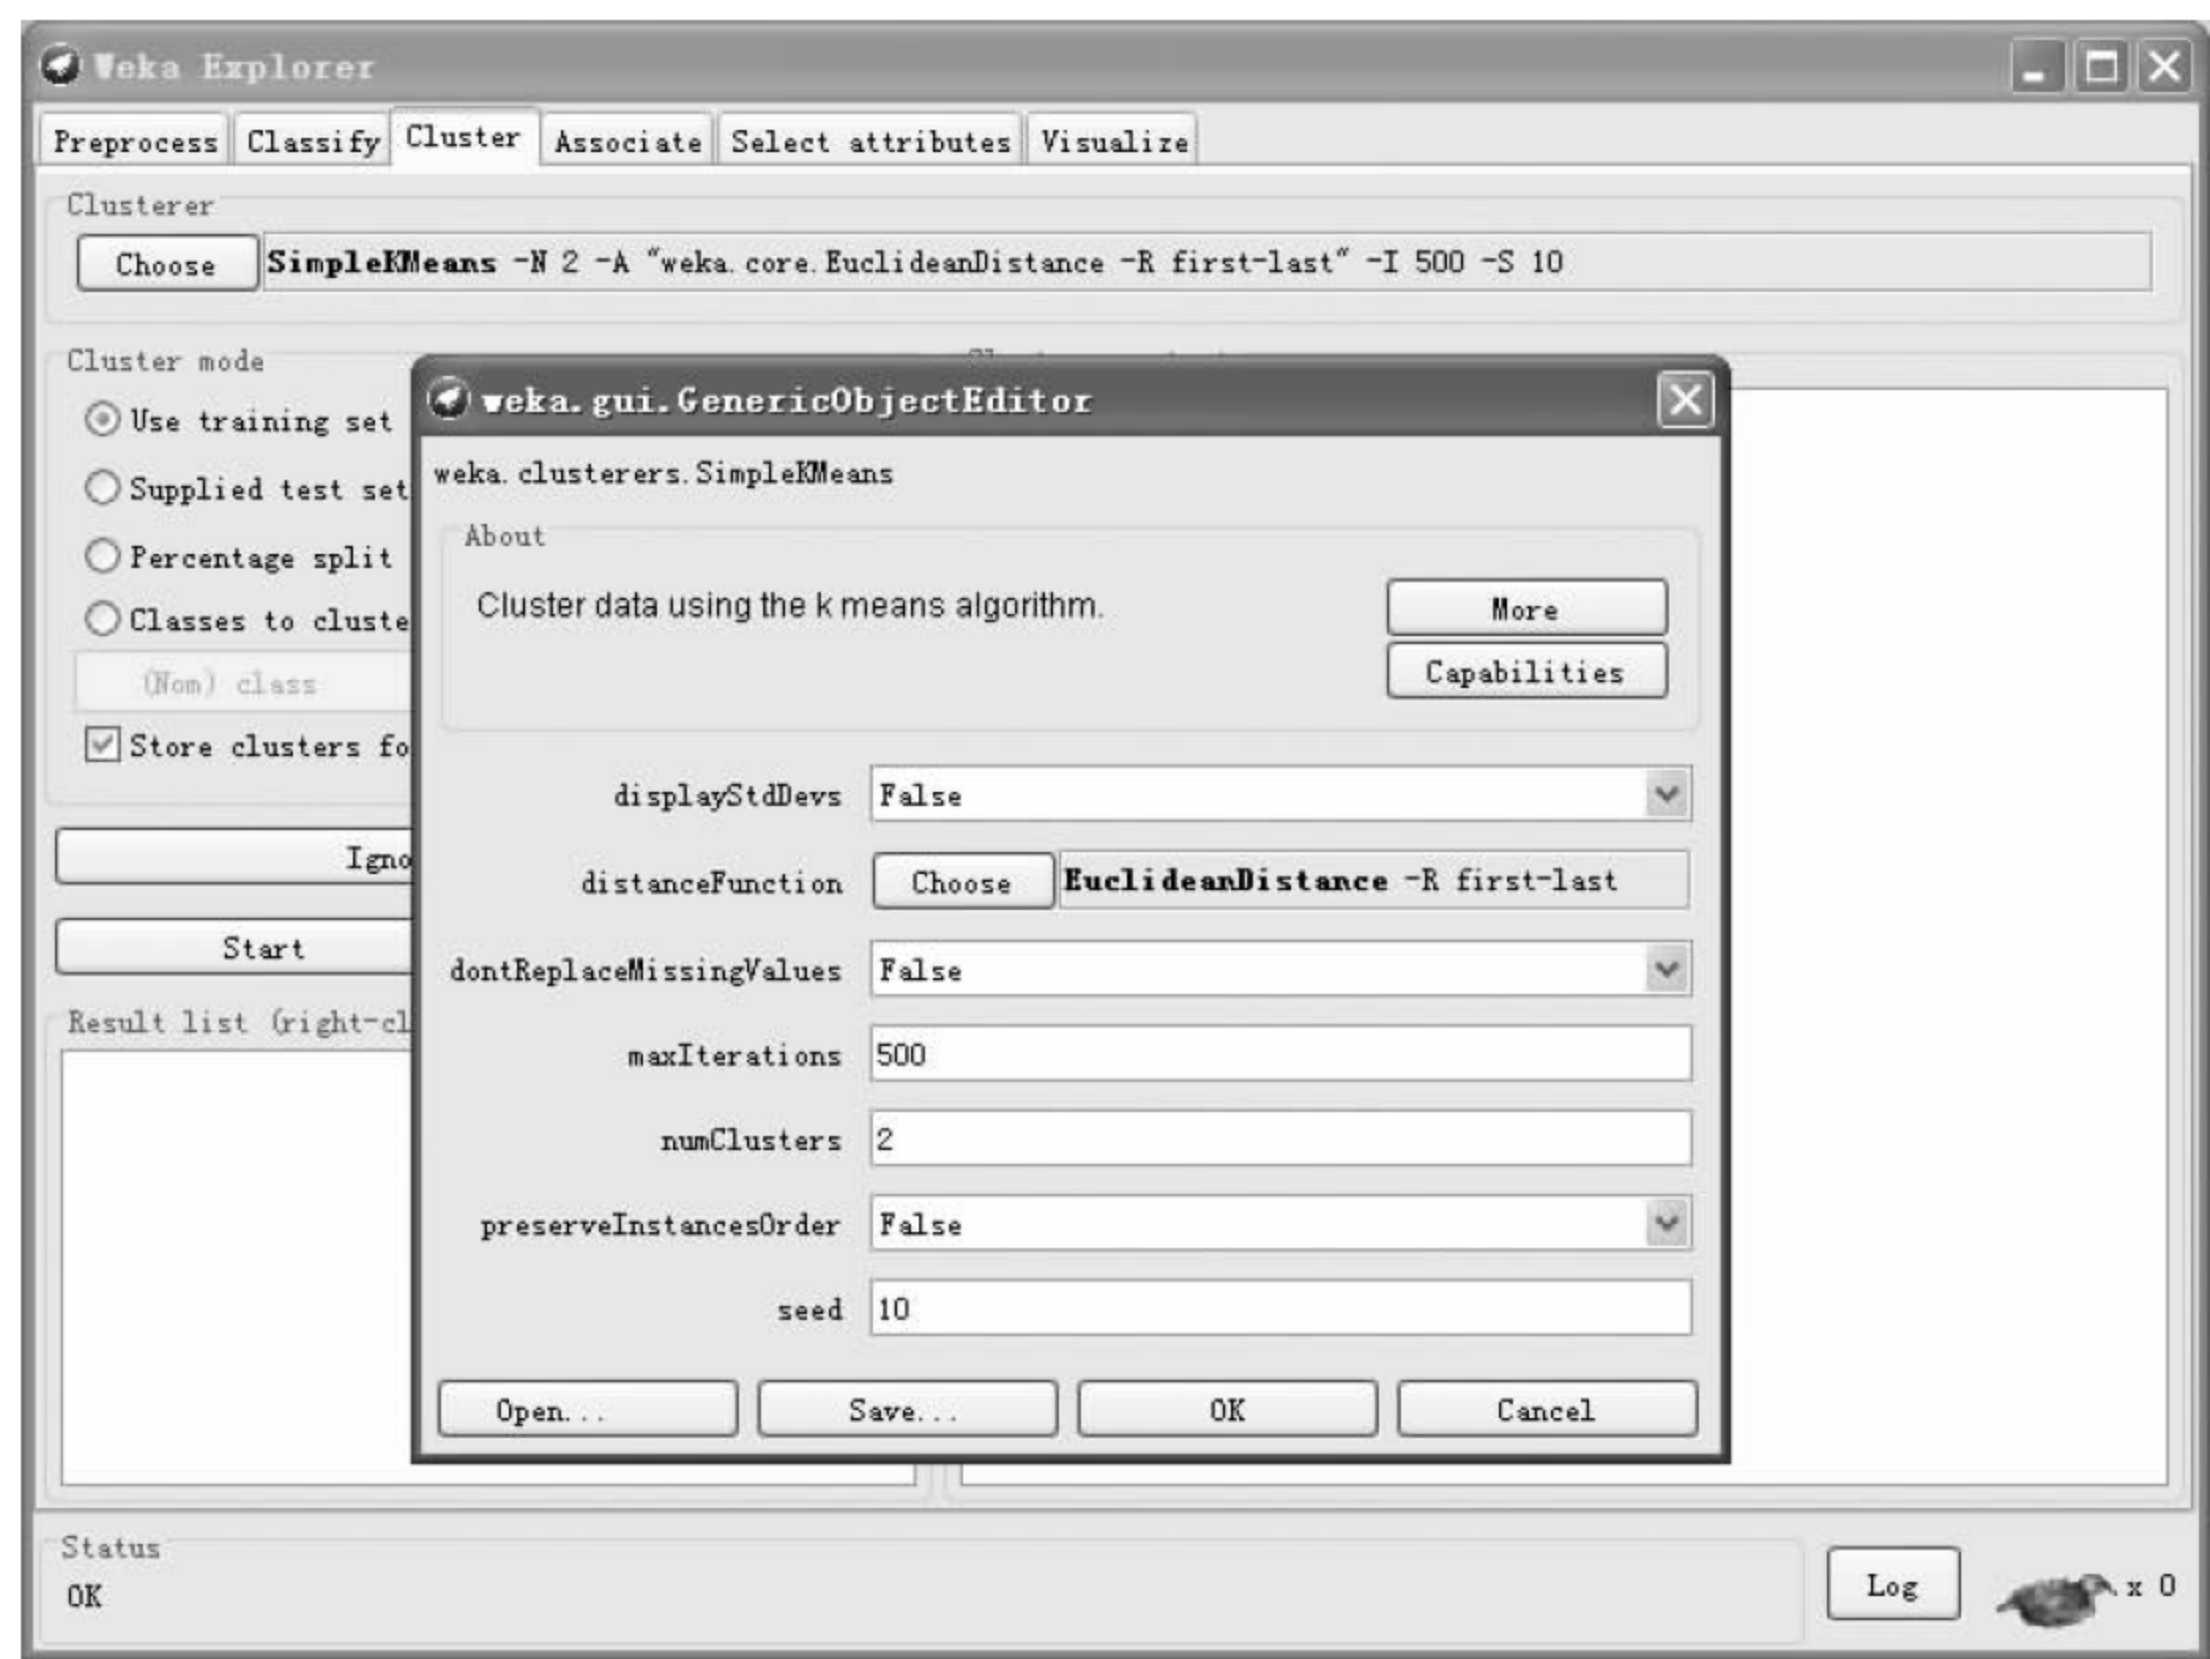 Weka Explorer
Preprocess Classify Cluster Associate Select attributes Visualize
Clusterer
Choose SimpleKMeans -N 2 -A "weka.core.EuclideanDistance -R first-last" -I 500 -S 10
Cluster mode
Use training set
Supplied test set
Percentage split
Classes to cluste
(Nom) class
Store clusters fo
Igno
Start
Result list (right-cl
weka.gui.GenericObjectEditor
weka.clusterers.SimpleKMeans
About
Cluster data using the k means algorithm.
More
Capabilities
displayStdDevs False
distanceFunction Choose EuclideanDistance -R first-last
dontReplaceMissingValues False
maxIterations 500
numClusters 2
preserveInstancesOrder False
seed 10
Open... Save... OK Cancel
Status
OK
Log x 0